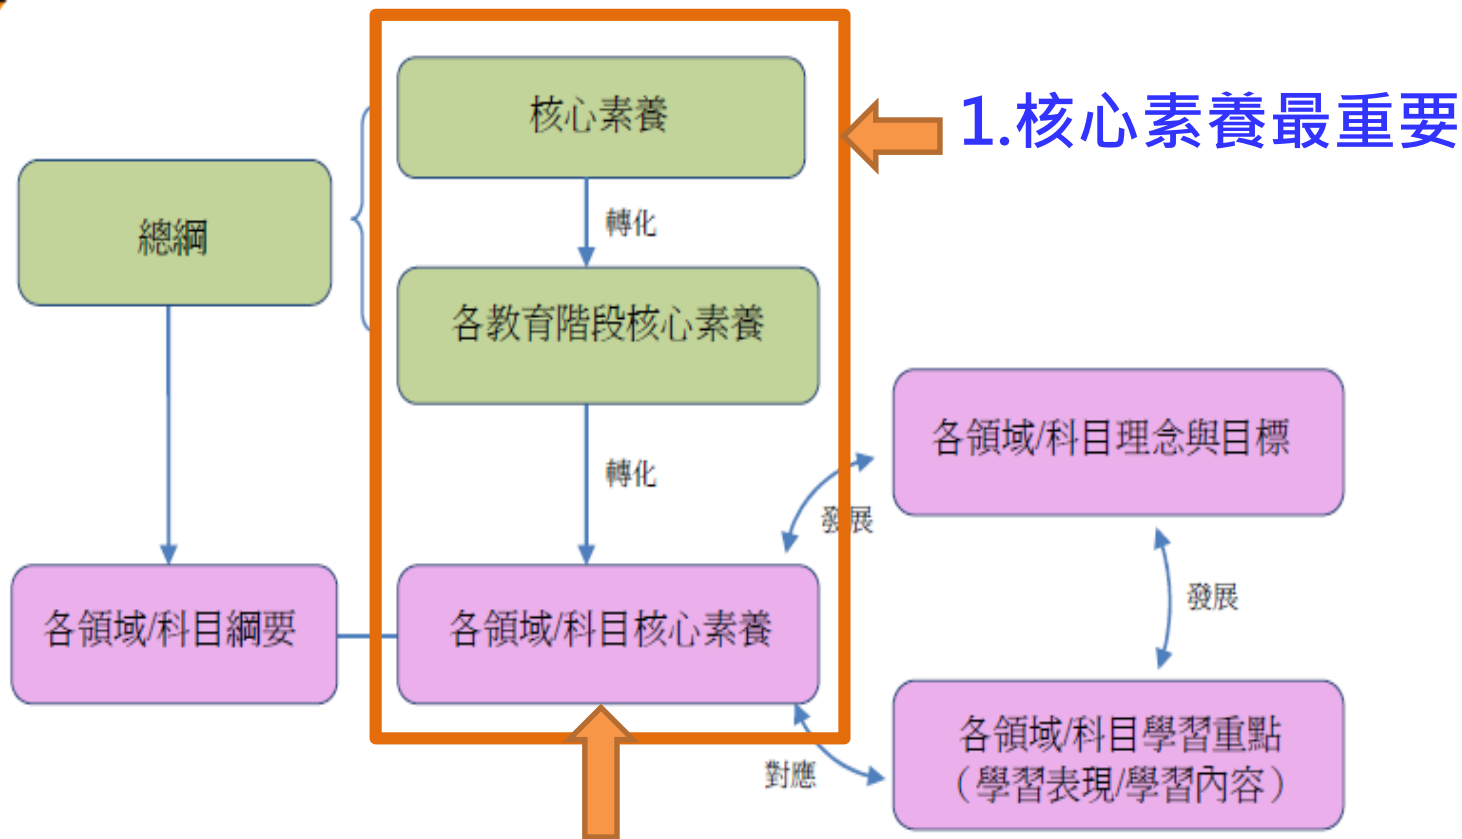 核心素養
1.核心素養最重要
轉化
總綱
各教育階段核心素養
轉化
各領域/科目理念與目標
發展
發展
各領域/科目綱要
各領域/科目核心素養
各領域/科目學習重點
（學習表現/學習內容）
對應